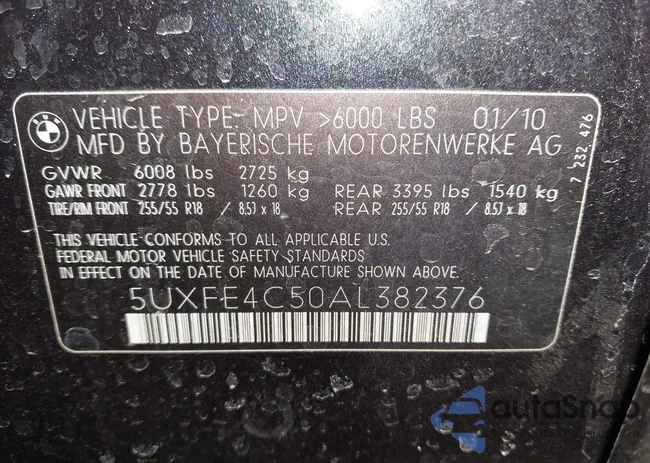 VEHICLE TYPE: MPV >6000 LBS 01/10
MFD BY BAYERISCHE MOTORENWERKE AG
GVWR 6008 lbs 2725 kg
GAWR FRONT 2778 lbs 1260 kg REAR 3395 lbs 1540 kg
TIRE/RIM FRONT 255/55 R18 / 8.5J x 18 REAR 255/55 R18 / 8.5J x 18
THIS VEHICLE CONFORMS TO ALL APPLICABLE U.S.
FEDERAL MOTOR VEHICLE SAFETY STANDARDS
IN EFFECT ON THE DATE OF MANUFACTURE SHOWN ABOVE.
5UXFE4C50AL382376
7 232 476
autoSnap